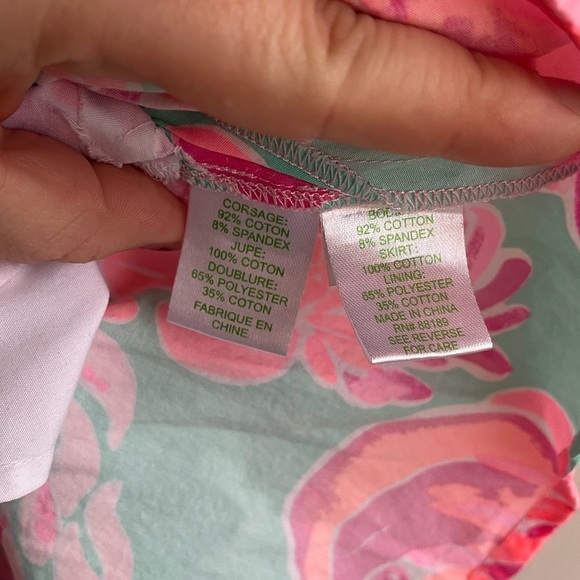 CORSAGE:
92% COTTON
8% SPANDEX
JUPE:
100% COTON
DOUBLURE:
65% POLYESTER
35% COTON
FABRIQUE EN
CHINE
92% COTTON
8% SPANDEX
SKIRT:
100% COTTON
LINING:
65% POLYESTER
35% COTTON
MADE IN CHINA
RN# 88189
SEE REVERSE
FOR CARE